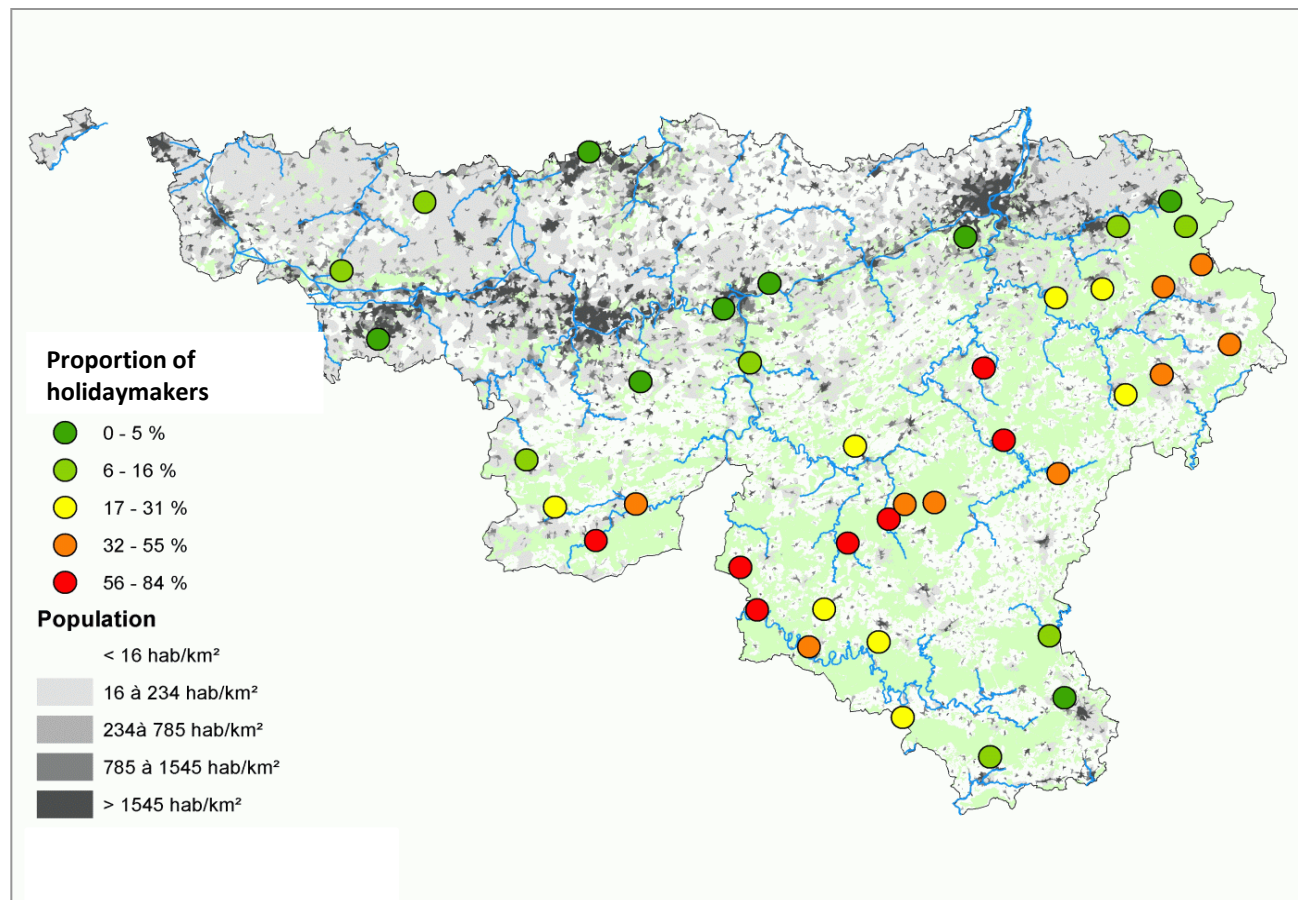 Proportion of
holidaymakers
0 - 5 %
6 - 16 %
17 - 31 %
32 - 55 %
56 - 84 %
Population
< 16 hab/km²
16 à 234 hab/km²
234à 785 hab/km²
785 à 1545 hab/km²
> 1545 hab/km²